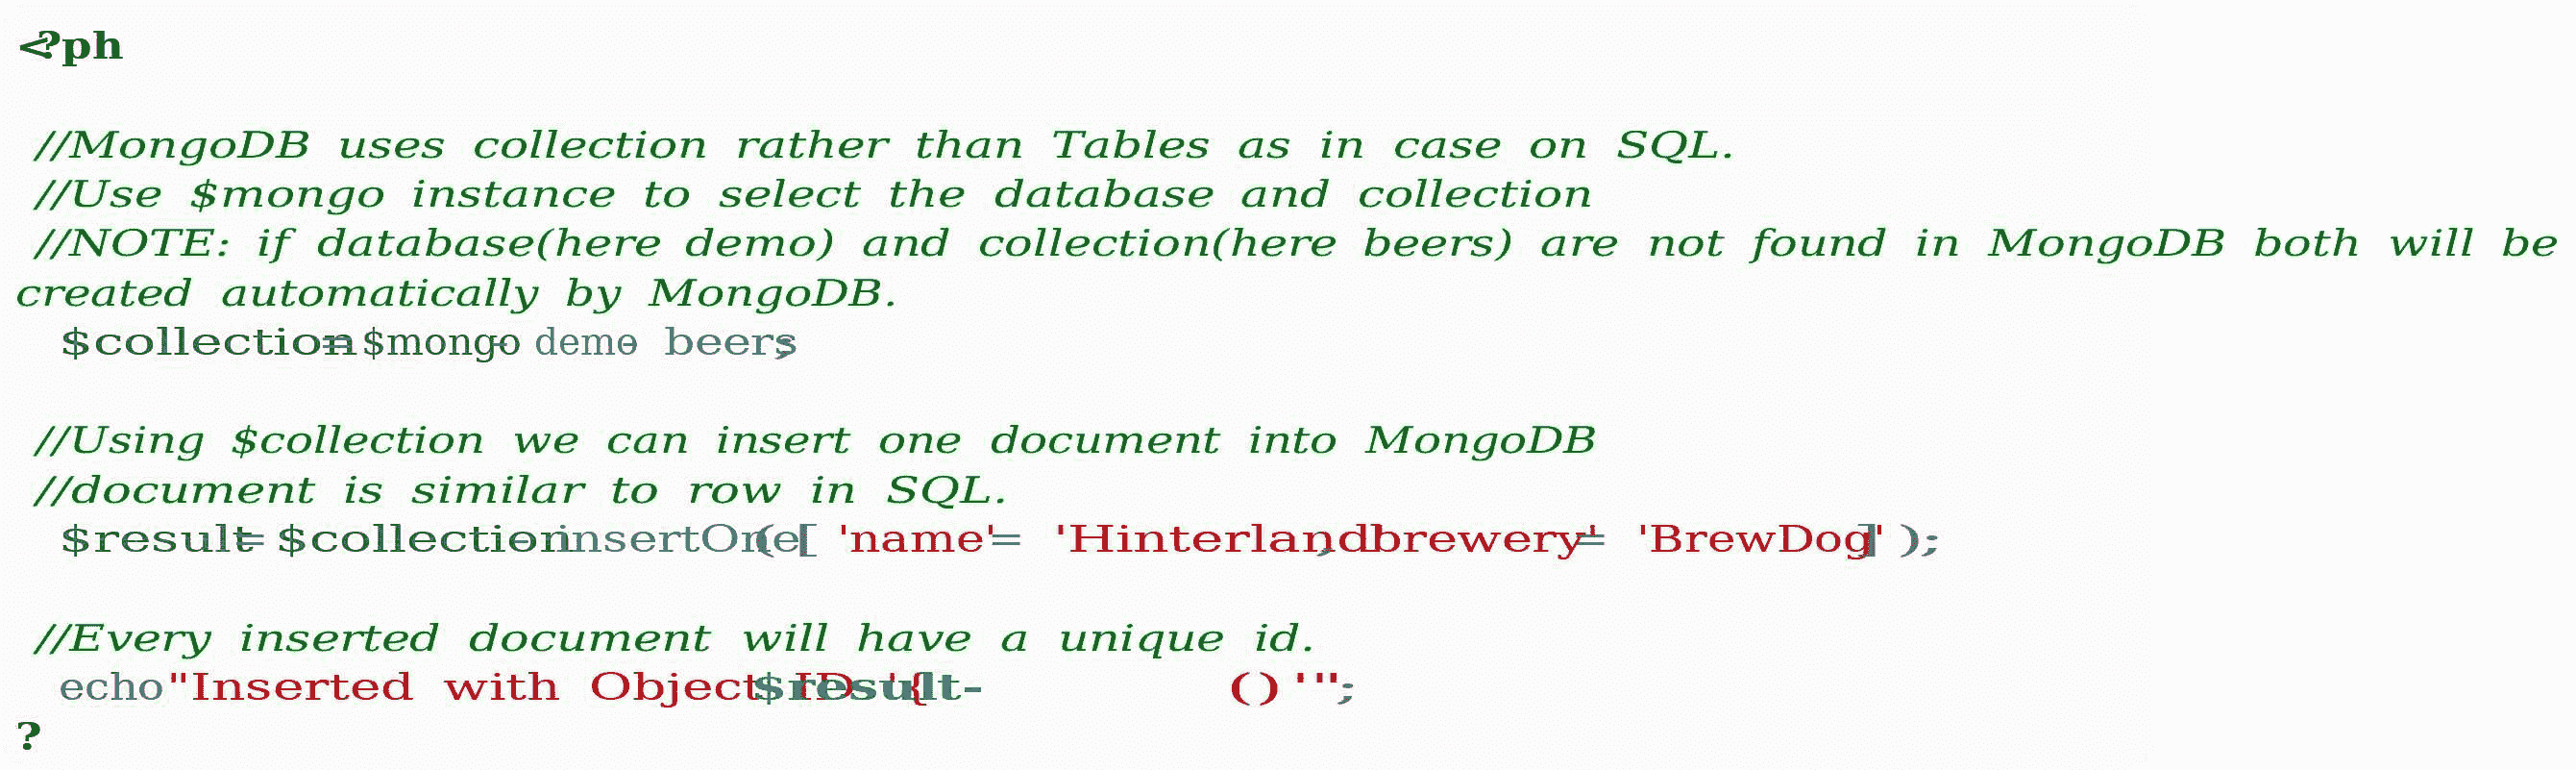 <?ph
//MongoDB uses collection rather than Tables as in case on SQL.
//Use $mongo instance to select the database and collection
//NOTE: if database(here demo) and collection(here beers) are not found in MongoDB both will be
created automatically by MongoDB.
$collection= $mongo- demo- beers;
//Using $collection we can insert one document into MongoDB
//document is similar to row in SQL.
$result= $collection- insertOne( [ 'name'= 'Hinterland, brewery'= 'BrewDog' ] );
//Every inserted document will have a unique id.
echo "Inserted with Object ID '{$result- ()'";
?